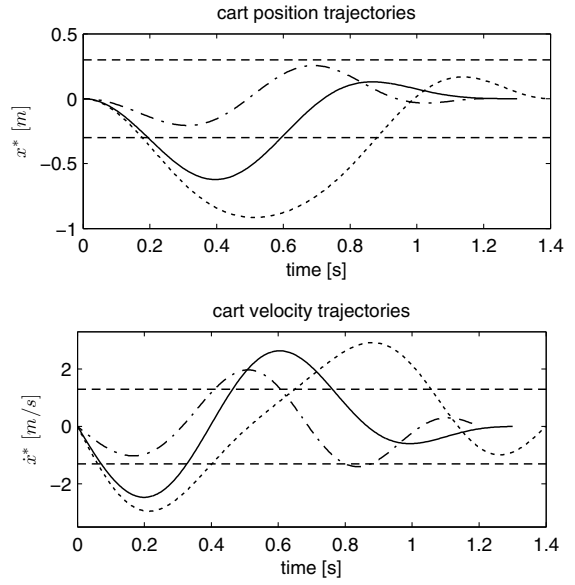 cart position trajectories
0.5
0
−0.5
−1
x* [m]
0 0.2 0.4 0.6 0.8 1 1.2 1.4
time [s]
cart velocity trajectories
2
0
−2
ẋ* [m/s]
0 0.2 0.4 0.6 0.8 1 1.2 1.4
time [s]